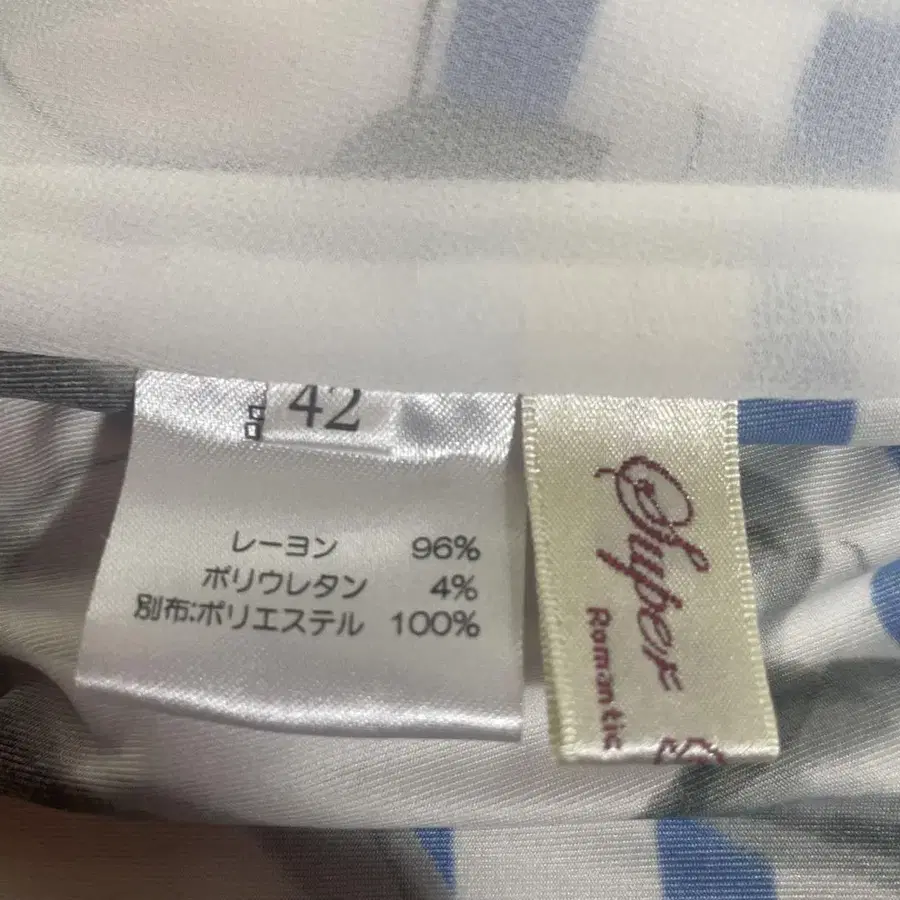 42
レーヨン 96%
ポリウレタン 4%
別布:ポリエステル 100%
Super
Romantic